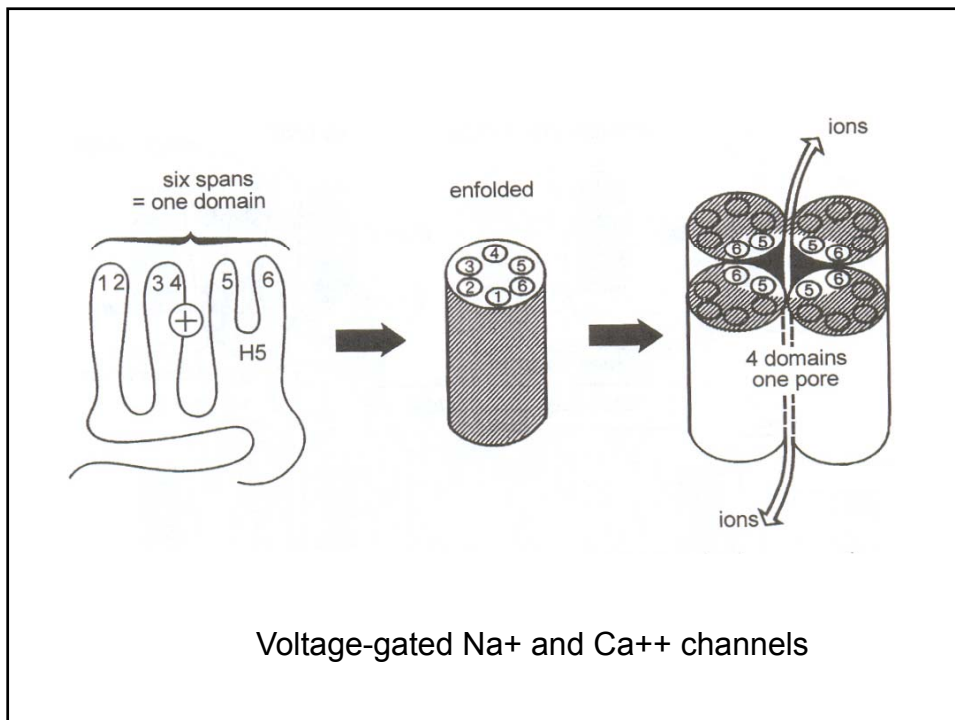 six spans
= one domain
1 2 3 4 5 6
+
H5
enfolded
4
3 5
2 6
1
ions
6 5 5 6
6 5 5 6
4 domains
one pore
ions
Voltage-gated Na+ and Ca++ channels